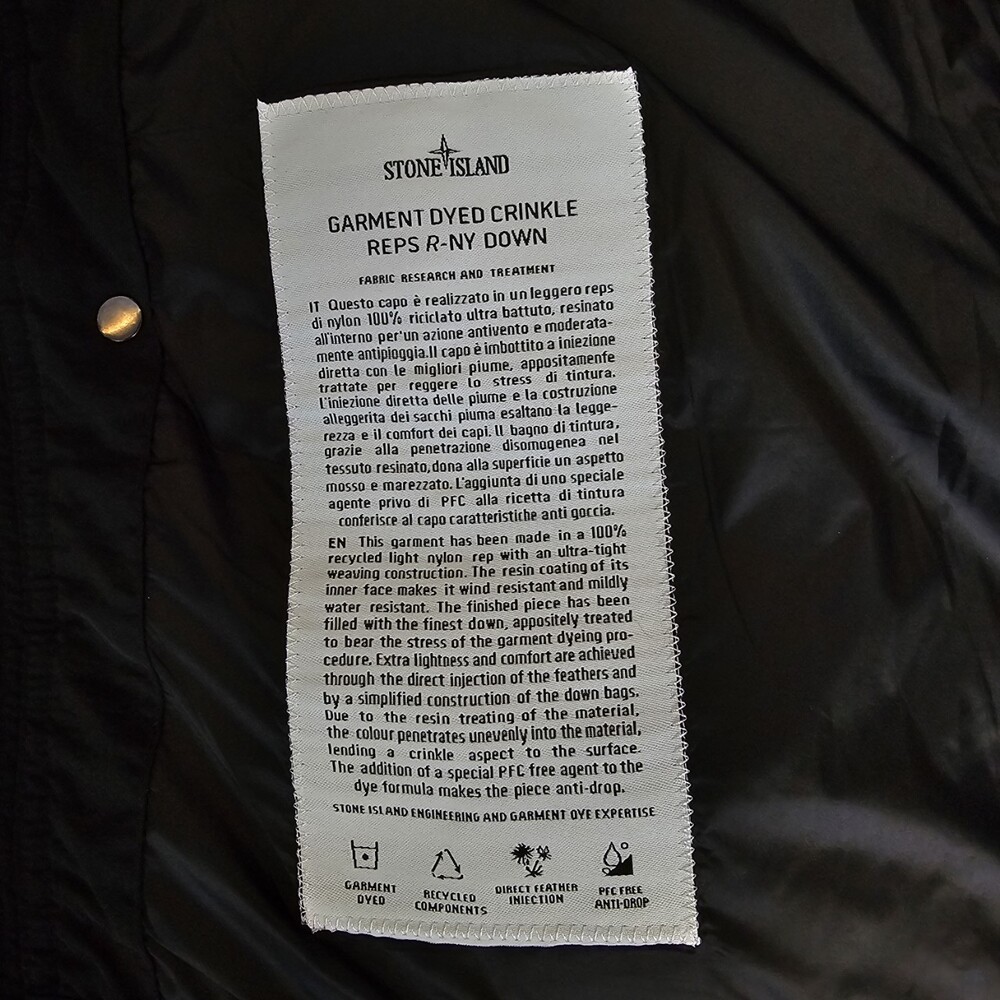 STONE ISLAND
GARMENT DYED CRINKLE
REPS R-NY DOWN
FABRIC RESEARCH AND TREATMENT
IT Questo capo è realizzato in un leggero reps
di nylon 100% riciclato ultra battuto, resinato
all'interno per un azione antivento e moderata-
mente antipioggia.Il capo è imbottito a iniezione
diretta con le migliori piume, appositamente
trattate per reggere lo stress di tintura.
L'iniezione diretta delle piume e la costruzione
alleggerita dei sacchi piuma esaltano la legge-
rezza e il comfort dei capi. Il bagno di tintura,
grazie alla penetrazione disomogenea nel
tessuto resinato, dona alla superficie un aspetto
mosso e marezzato. L'aggiunta di uno speciale
agente privo di PFC alla ricetta di tintura
conferisce al capo caratteristiche anti goccia.
EN This garment has been made in a 100%
recycled light nylon rep with an ultra-tight
weaving construction. The resin coating of its
inner face makes it wind resistant and mildly
water resistant. The finished piece has been
filled with the finest down, appositely treated
to bear the stress of the garment dyeing pro-
cedure. Extra lightness and comfort are achieved
through the direct injection of the feathers and
by a simplified construction of the down bags.
Due to the resin treating of the material,
the colour penetrates unevenly into the material,
lending a crinkle aspect to the surface.
The addition of a special PFC free agent to the
dye formula makes the piece anti-drop.
STONE ISLAND ENGINEERING AND GARMENT DYE EXPERTISE
GARMENT
DYED
RECYCLED
COMPONENTS
DIRECT FEATHER
INJECTION
PFC FREE
ANTI-DROP